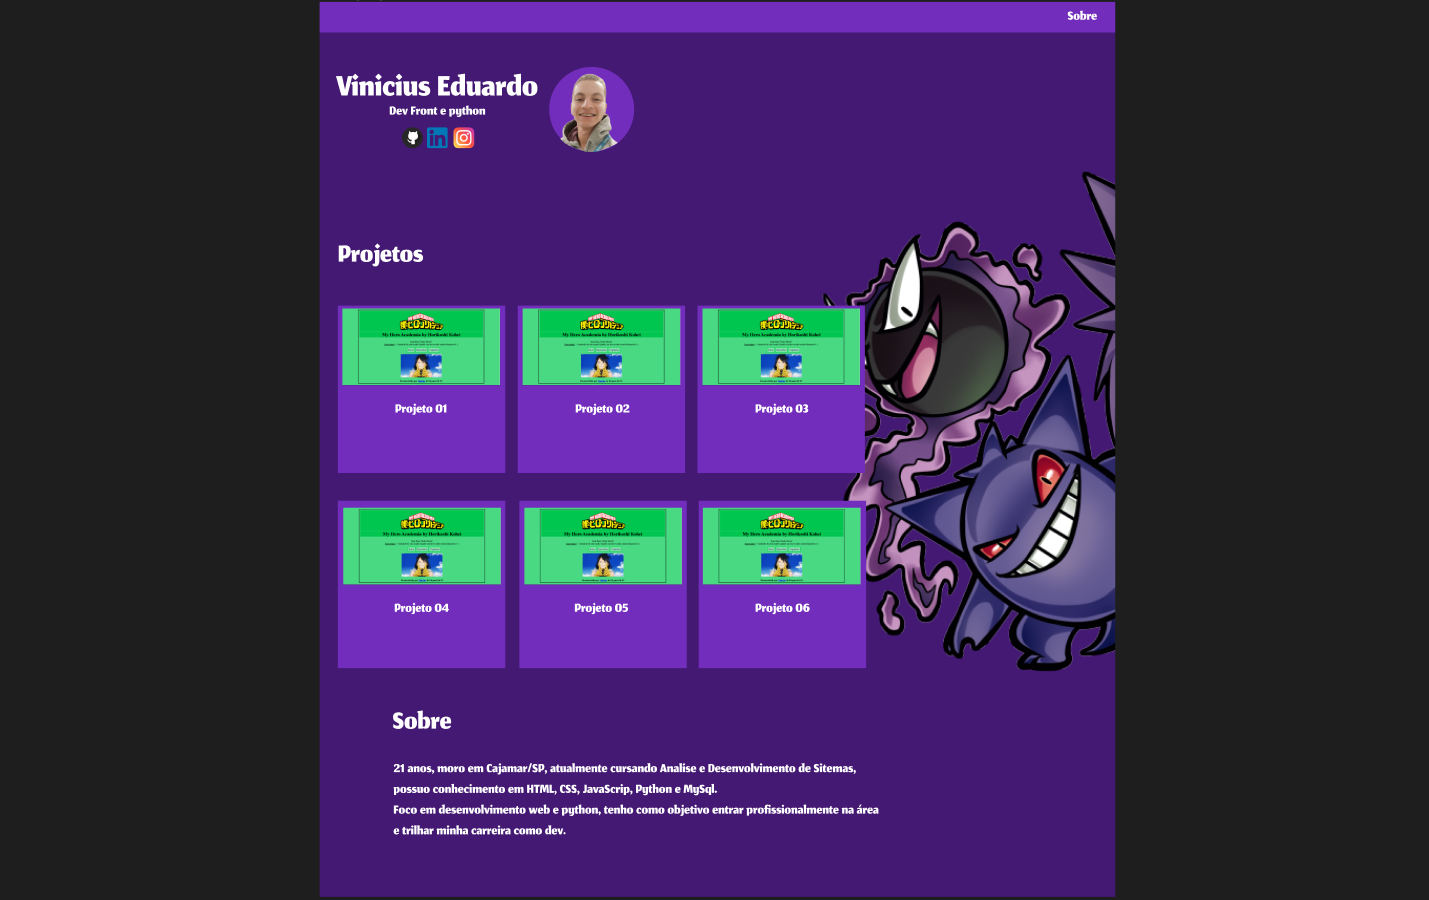 Sobre
Vinicius Eduardo
Dev Front e python
in
Projetos
My Hero Academia by Horikoshi Kohei
My Hero Academia by Horikoshi Kohei
My Hero Academia by Horikoshi Kohei
Projeto 01
Projeto 02
Projeto 03
My Hero Academia by Horikoshi Kohei
My Hero Academia by Horikoshi Kohei
My Hero Academia by Horikoshi Kohei
Projeto 04
Projeto 05
Projeto 06
Sobre
21 anos, moro em Cajamar/SP, atualmente cursando Analise e Desenvolvimento de Sitemas,
possuo conhecimento em HTML, CSS, JavaScrip, Python e MySql.
Foco em desenvolvimento web e python, tenho como objetivo entrar profissionalmente na área
e trilhar minha carreira como dev.